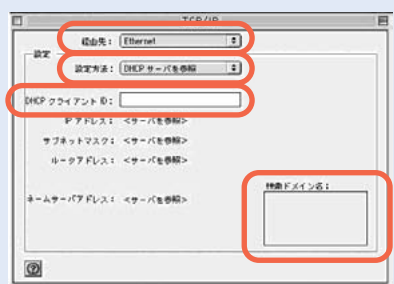 TCP/IP
経由先： Ethernet
設定
設定方法： DHCP サーバを参照
DHCP クライアント ID：
IP アドレス： <サーバを参照>
サブネットマスク： <サーバを参照>
ルータアドレス： <サーバを参照>
ネームサーバアドレス： <サーバを参照>
検索ドメイン名：
?